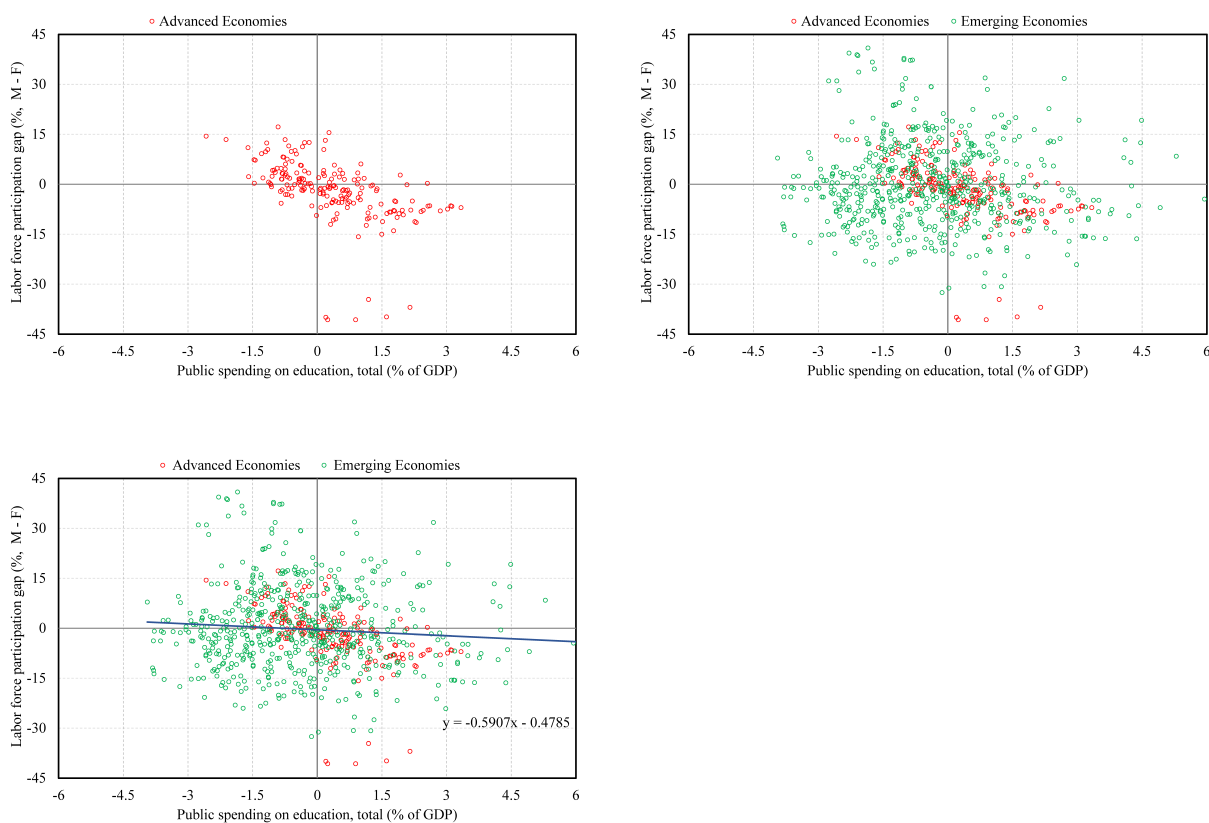 Advanced Economies
45
30
15
0
-15
-30
-45
Labor force participation gap (%, M - F)
-6 -4.5 -3 -1.5 0 1.5 3 4.5 6
Public spending on education, total (% of GDP)
Advanced Economies Emerging Economies
45
30
15
0
-15
-30
-45
Labor force participation gap (%, M - F)
-6 -4.5 -3 -1.5 0 1.5 3 4.5 6
Public spending on education, total (% of GDP)
Advanced Economies Emerging Economies
45
30
15
0
-15
-30
-45
Labor force participation gap (%, M - F)
y = -0.5907x - 0.4785
-6 -4.5 -3 -1.5 0 1.5 3 4.5 6
Public spending on education, total (% of GDP)